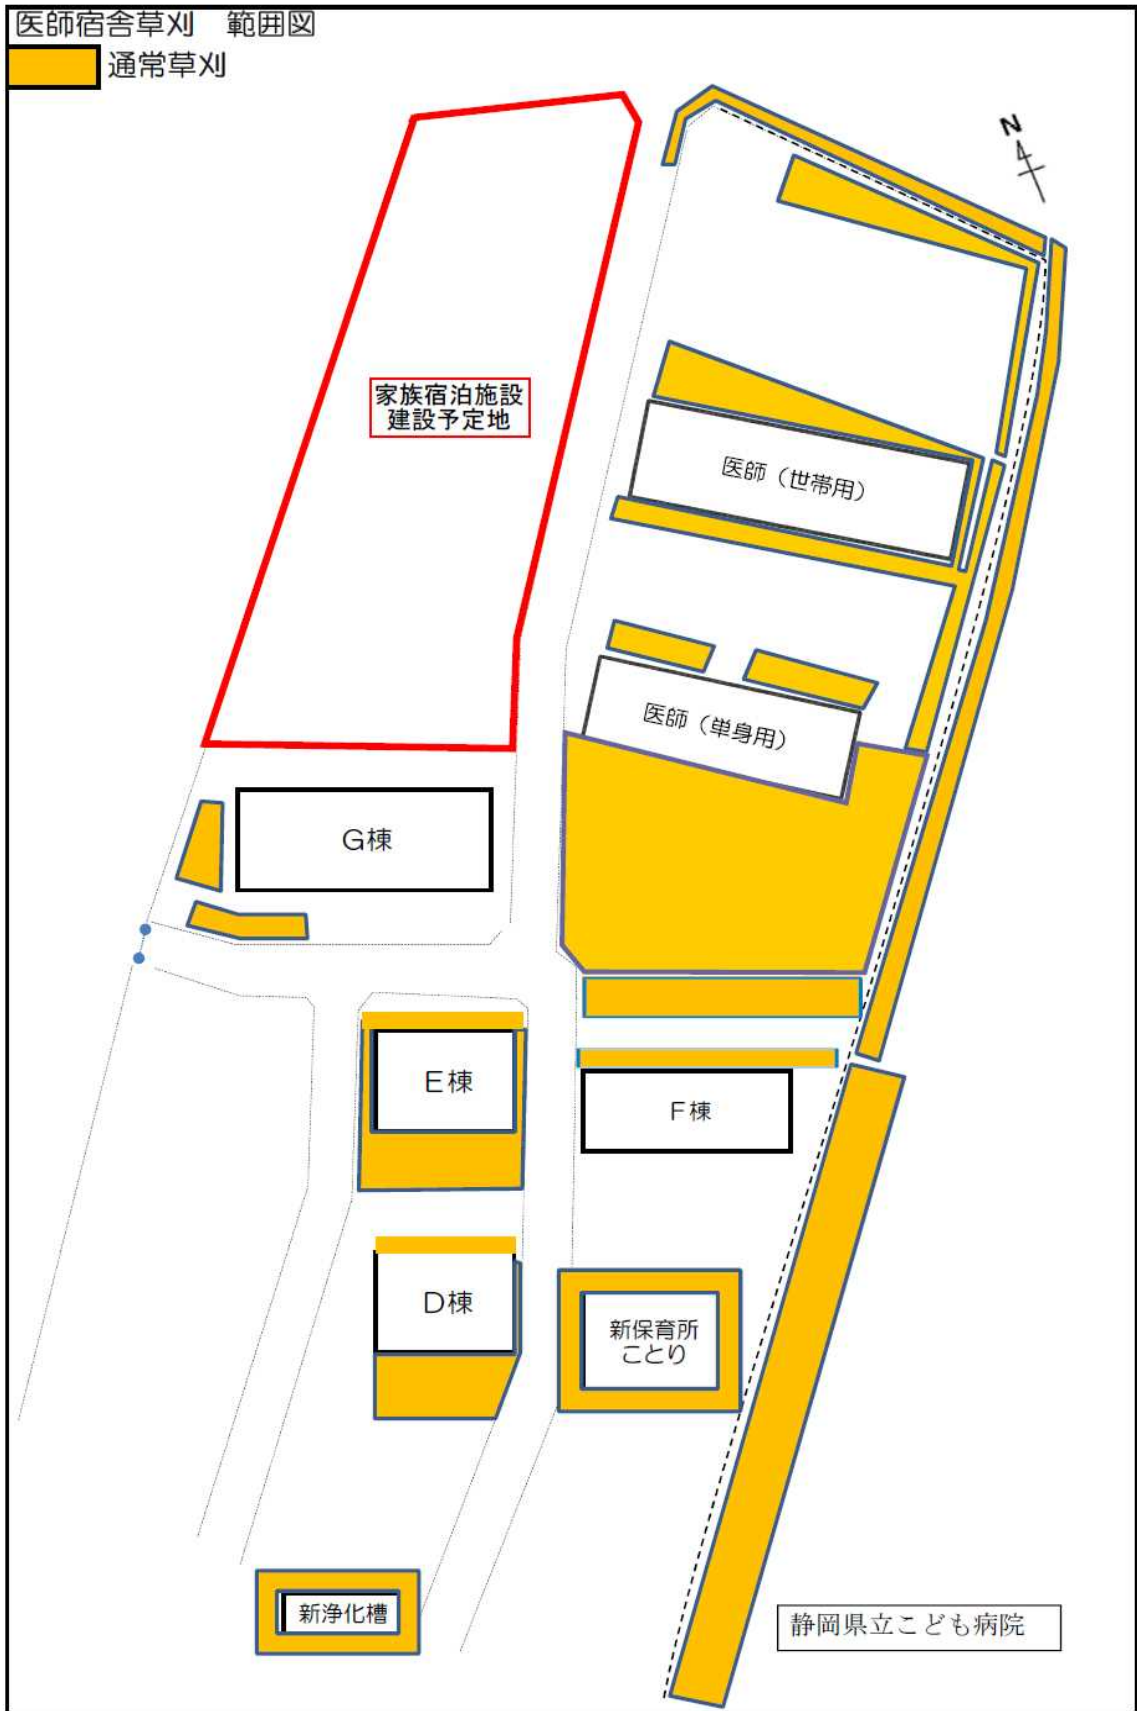 医師宿舎草刈　範囲図
通常草刈
N
家族宿泊施設
建設予定地
医師（世帯用）
医師（単身用）
G棟
E棟
F棟
D棟
新保育所
ことり
新浄化槽
静岡県立こども病院